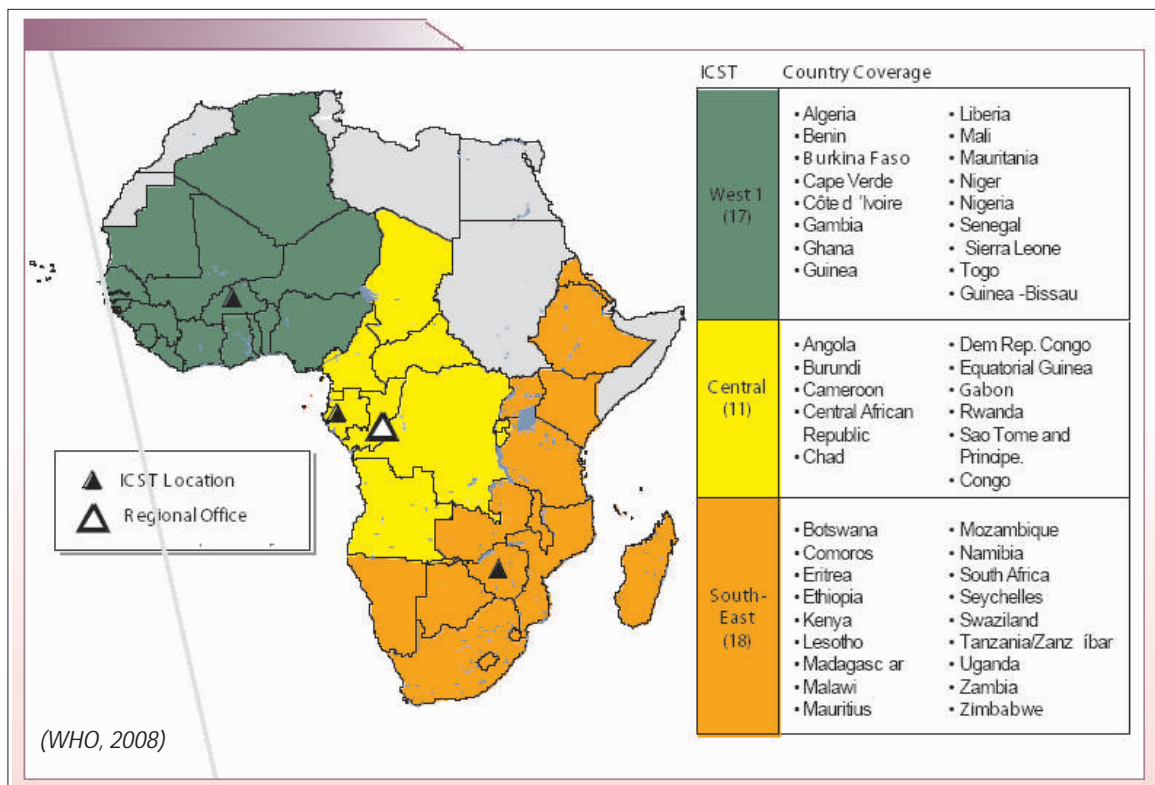 ICST Country Coverage
West 1
(17)
• Algeria
• Benin
• Burkina Faso
• Cape Verde
• Côte d 'Ivoire
• Gambia
• Ghana
• Guinea
• Liberia
• Mali
• Mauritania
• Niger
• Nigeria
• Senegal
• Sierra Leone
• Togo
• Guinea -Bissau
Central
(11)
• Angola
• Burundi
• Cameroon
• Central African
Republic
• Chad
• Dem Rep. Congo
• Equatorial Guinea
• Gabon
• Rwanda
• Sao Tome and
Principe.
• Congo
South-
East
(18)
• Botswana
• Comoros
• Eritrea
• Ethiopia
• Kenya
• Lesotho
• Madagasc ar
• Malawi
• Mauritius
• Mozambique
• Namibia
• South Africa
• Seychelles
• Swaziland
• Tanzania/Zanz íbar
• Uganda
• Zambia
• Zimbabwe
ICST Location
Regional Office
(WHO, 2008)